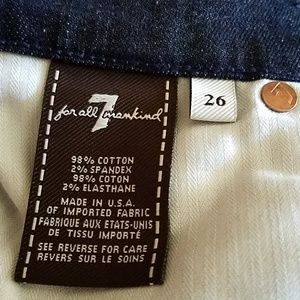 7
for all mankind
26
98% COTTON
2% SPANDEX
98% COTON
2% ELASTHANE
MADE IN U.S.A.
OF IMPORTED FABRIC
FABRIQUE AUX ETATS-UNIS
DE TISSU IMPORTÉ
SEE REVERSE FOR CARE
REVERS SUR LE SOINS